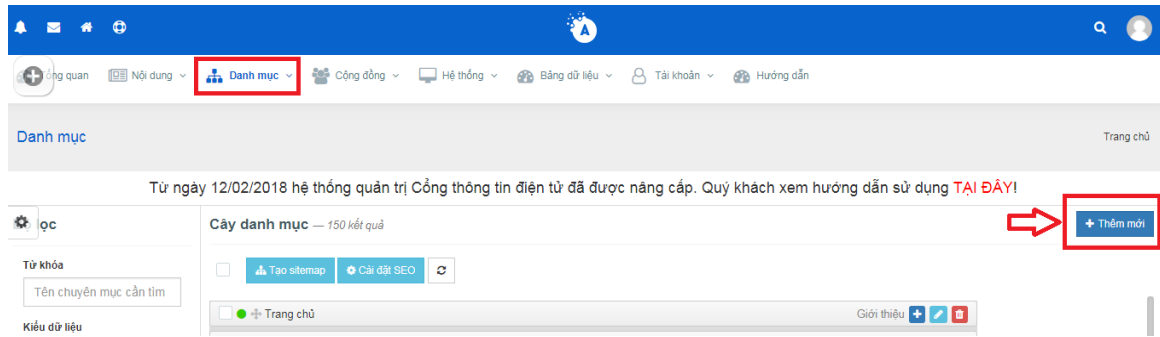 A
ng quan Nội dung Danh mục Cộng đồng Hệ thống Bảng dữ liệu Tài khoản Hướng dẫn
Danh mục Trang chủ
Từ ngày 12/02/2018 hệ thống quản trị Cổng thông tin điện tử đã được nâng cấp. Quý khách xem hướng dẫn sử dụng TẠI ĐÂY!
ọc Cây danh mục — 150 kết quả Thêm mới
Từ khóa Tạo sitemap Cài đặt SEO
Tên chuyên mục cần tìm
Trang chủ Giới thiệu
Kiểu dữ liệu